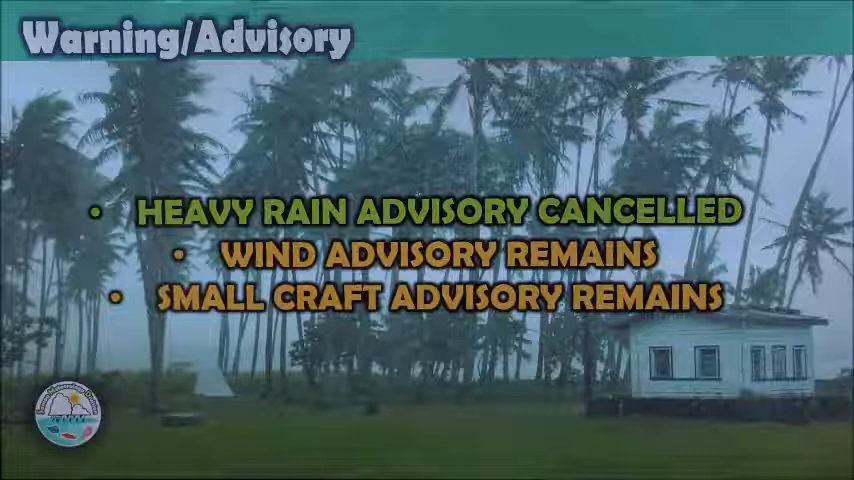 Warning/Advisory
• HEAVY RAIN ADVISORY CANCELLED
• WIND ADVISORY REMAINS
• SMALL CRAFT ADVISORY REMAINS